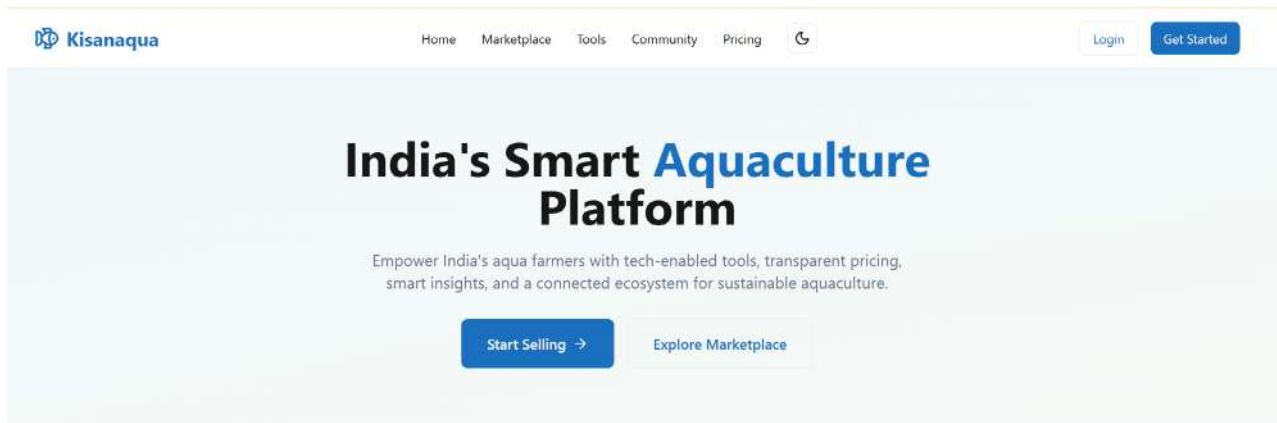 Kisanaqua
Home Marketplace Tools Community Pricing
Login Get Started
India's Smart Aquaculture
Platform
Empower India's aqua farmers with tech-enabled tools, transparent pricing,
smart insights, and a connected ecosystem for sustainable aquaculture.
Start Selling →
Explore Marketplace